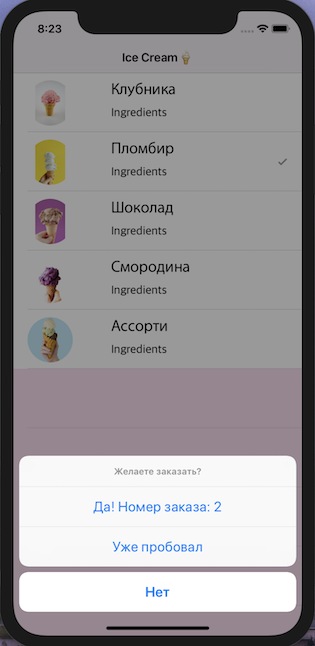 8:23
Ice Cream 🍦
Клубника
Ingredients
Пломбир
Ingredients
Шоколад
Ingredients
Смородина
Ingredients
Ассорти
Ingredients
Желаете заказать?
Да! Номер заказа: 2
Уже пробовал
Нет